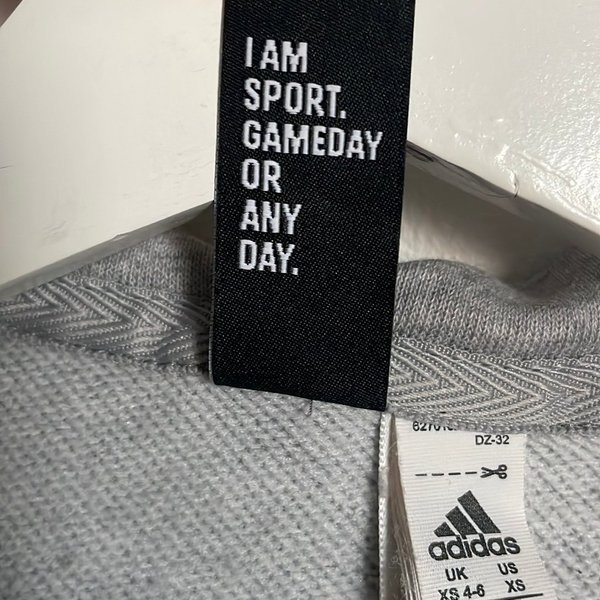 I AM
SPORT.
GAMEDAY
OR
ANY
DAY.
DZ-32
adidas
UK US
XS 4-6 XS